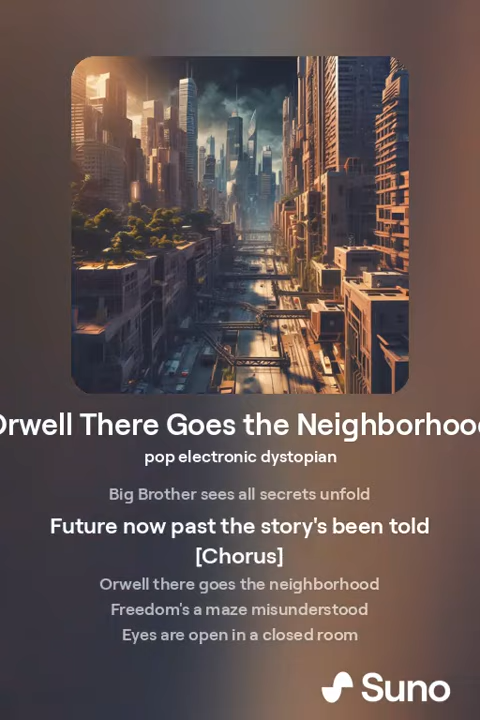 Orwell There Goes the Neighborhood
pop electronic dystopian
Big Brother sees all secrets unfold
Future now past the story's been told
[Chorus]
Orwell there goes the neighborhood
Freedom's a maze misunderstood
Eyes are open in a closed room
Suno